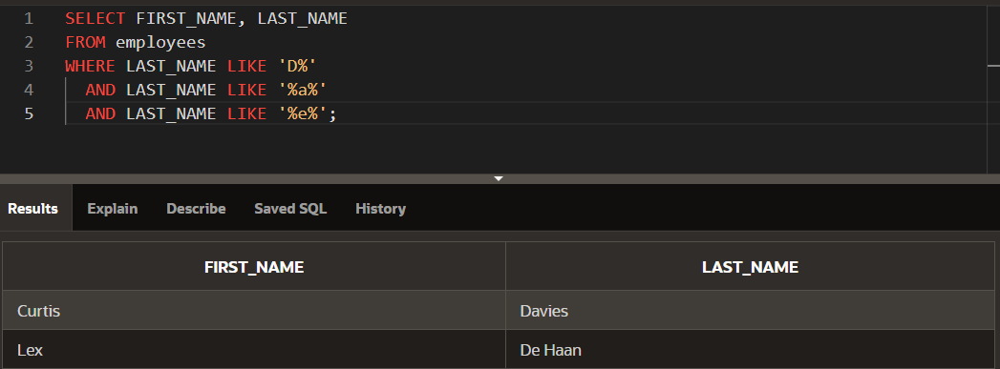 1 SELECT FIRST_NAME, LAST_NAME
2 FROM employees
3 WHERE LAST_NAME LIKE 'D%'
4 AND LAST_NAME LIKE '%a%'
5 AND LAST_NAME LIKE '%e%';
Results Explain Describe Saved SQL History
FIRST_NAME LAST_NAME
Curtis Davies
Lex De Haan